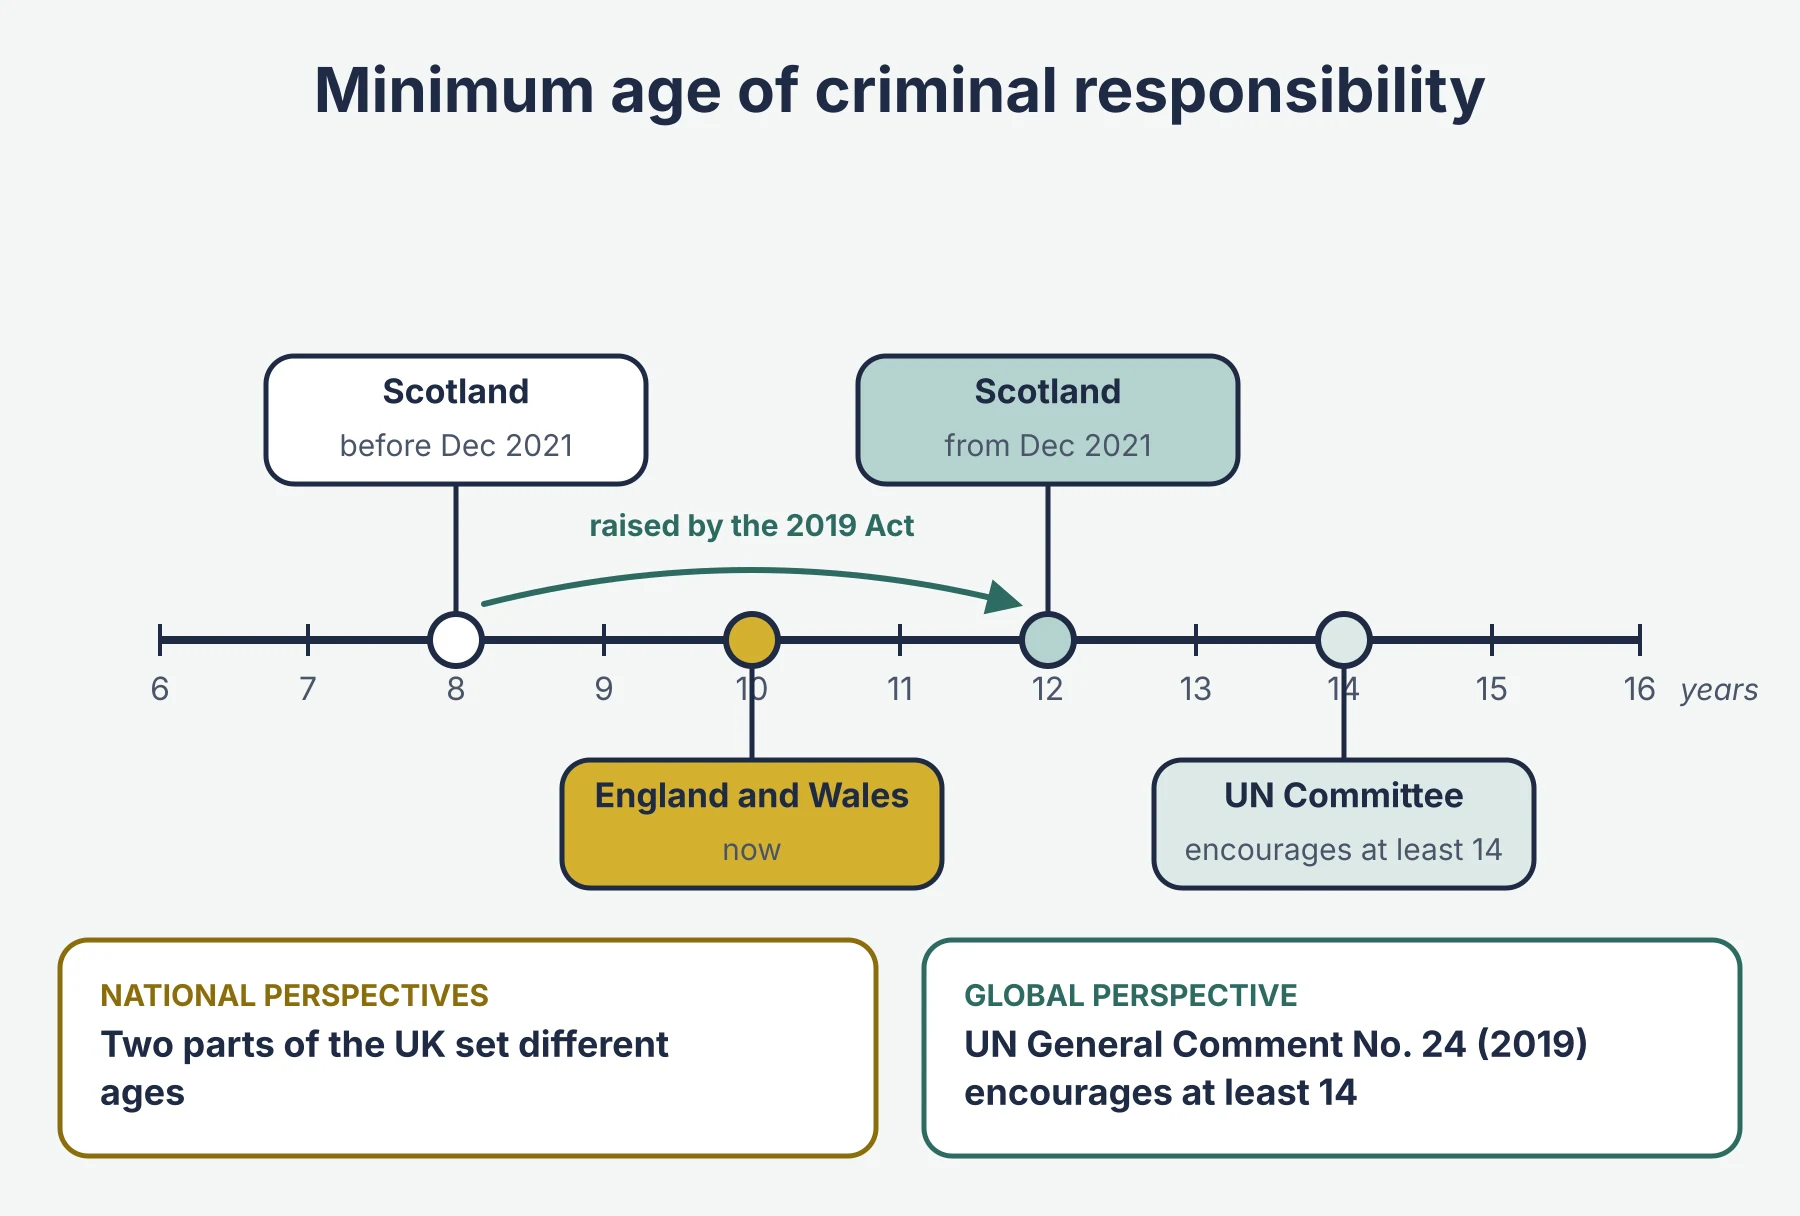 Minimum age of criminal responsibility
Scotland
before Dec 2021
Scotland
from Dec 2021
raised by the 2019 Act
6 7 8 9 10 11 12 13 14 15 16 years
England and Wales
now
UN Committee
encourages at least 14
NATIONAL PERSPECTIVES
Two parts of the UK set different
ages
GLOBAL PERSPECTIVE
UN General Comment No. 24 (2019)
encourages at least 14